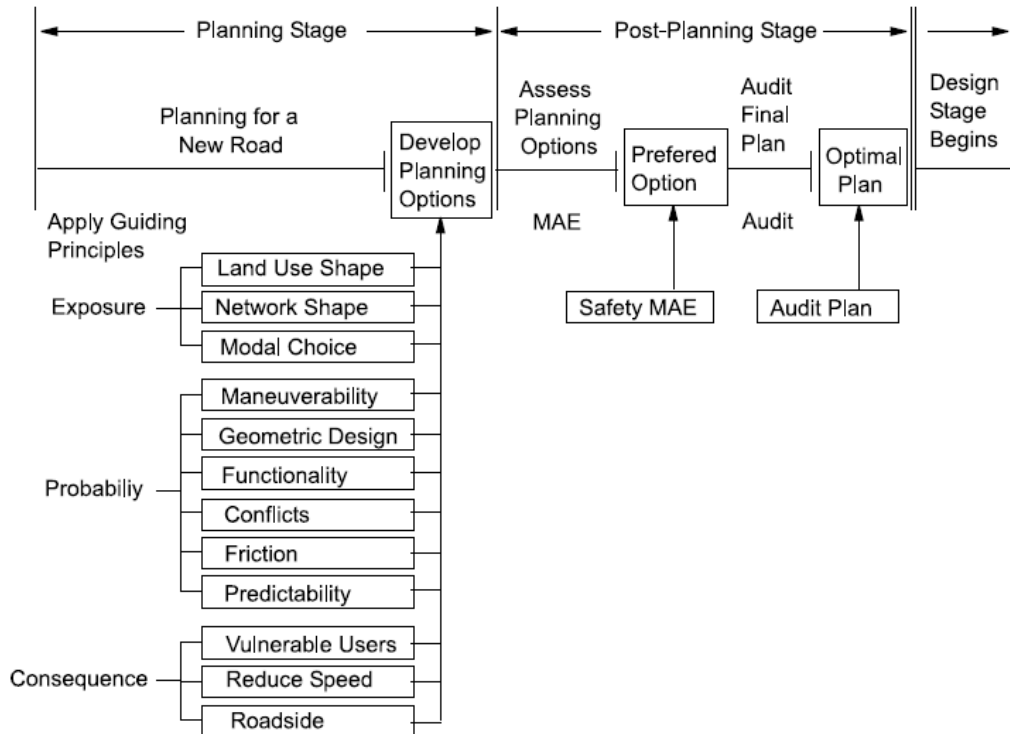 Planning Stage
Post-Planning Stage
Planning for a
New Road
Develop
Planning
Options
Assess
Planning
Options
Prefered
Option
Audit
Final
Plan
Optimal
Plan
Design
Stage
Begins
MAE
Audit
Apply Guiding
Principles
Exposure
Land Use Shape
Network Shape
Modal Choice
Safety MAE
Audit Plan
Probabiliy
Maneuverability
Geometric Design
Functionality
Conflicts
Friction
Predictability
Consequence
Vulnerable Users
Reduce Speed
Roadside